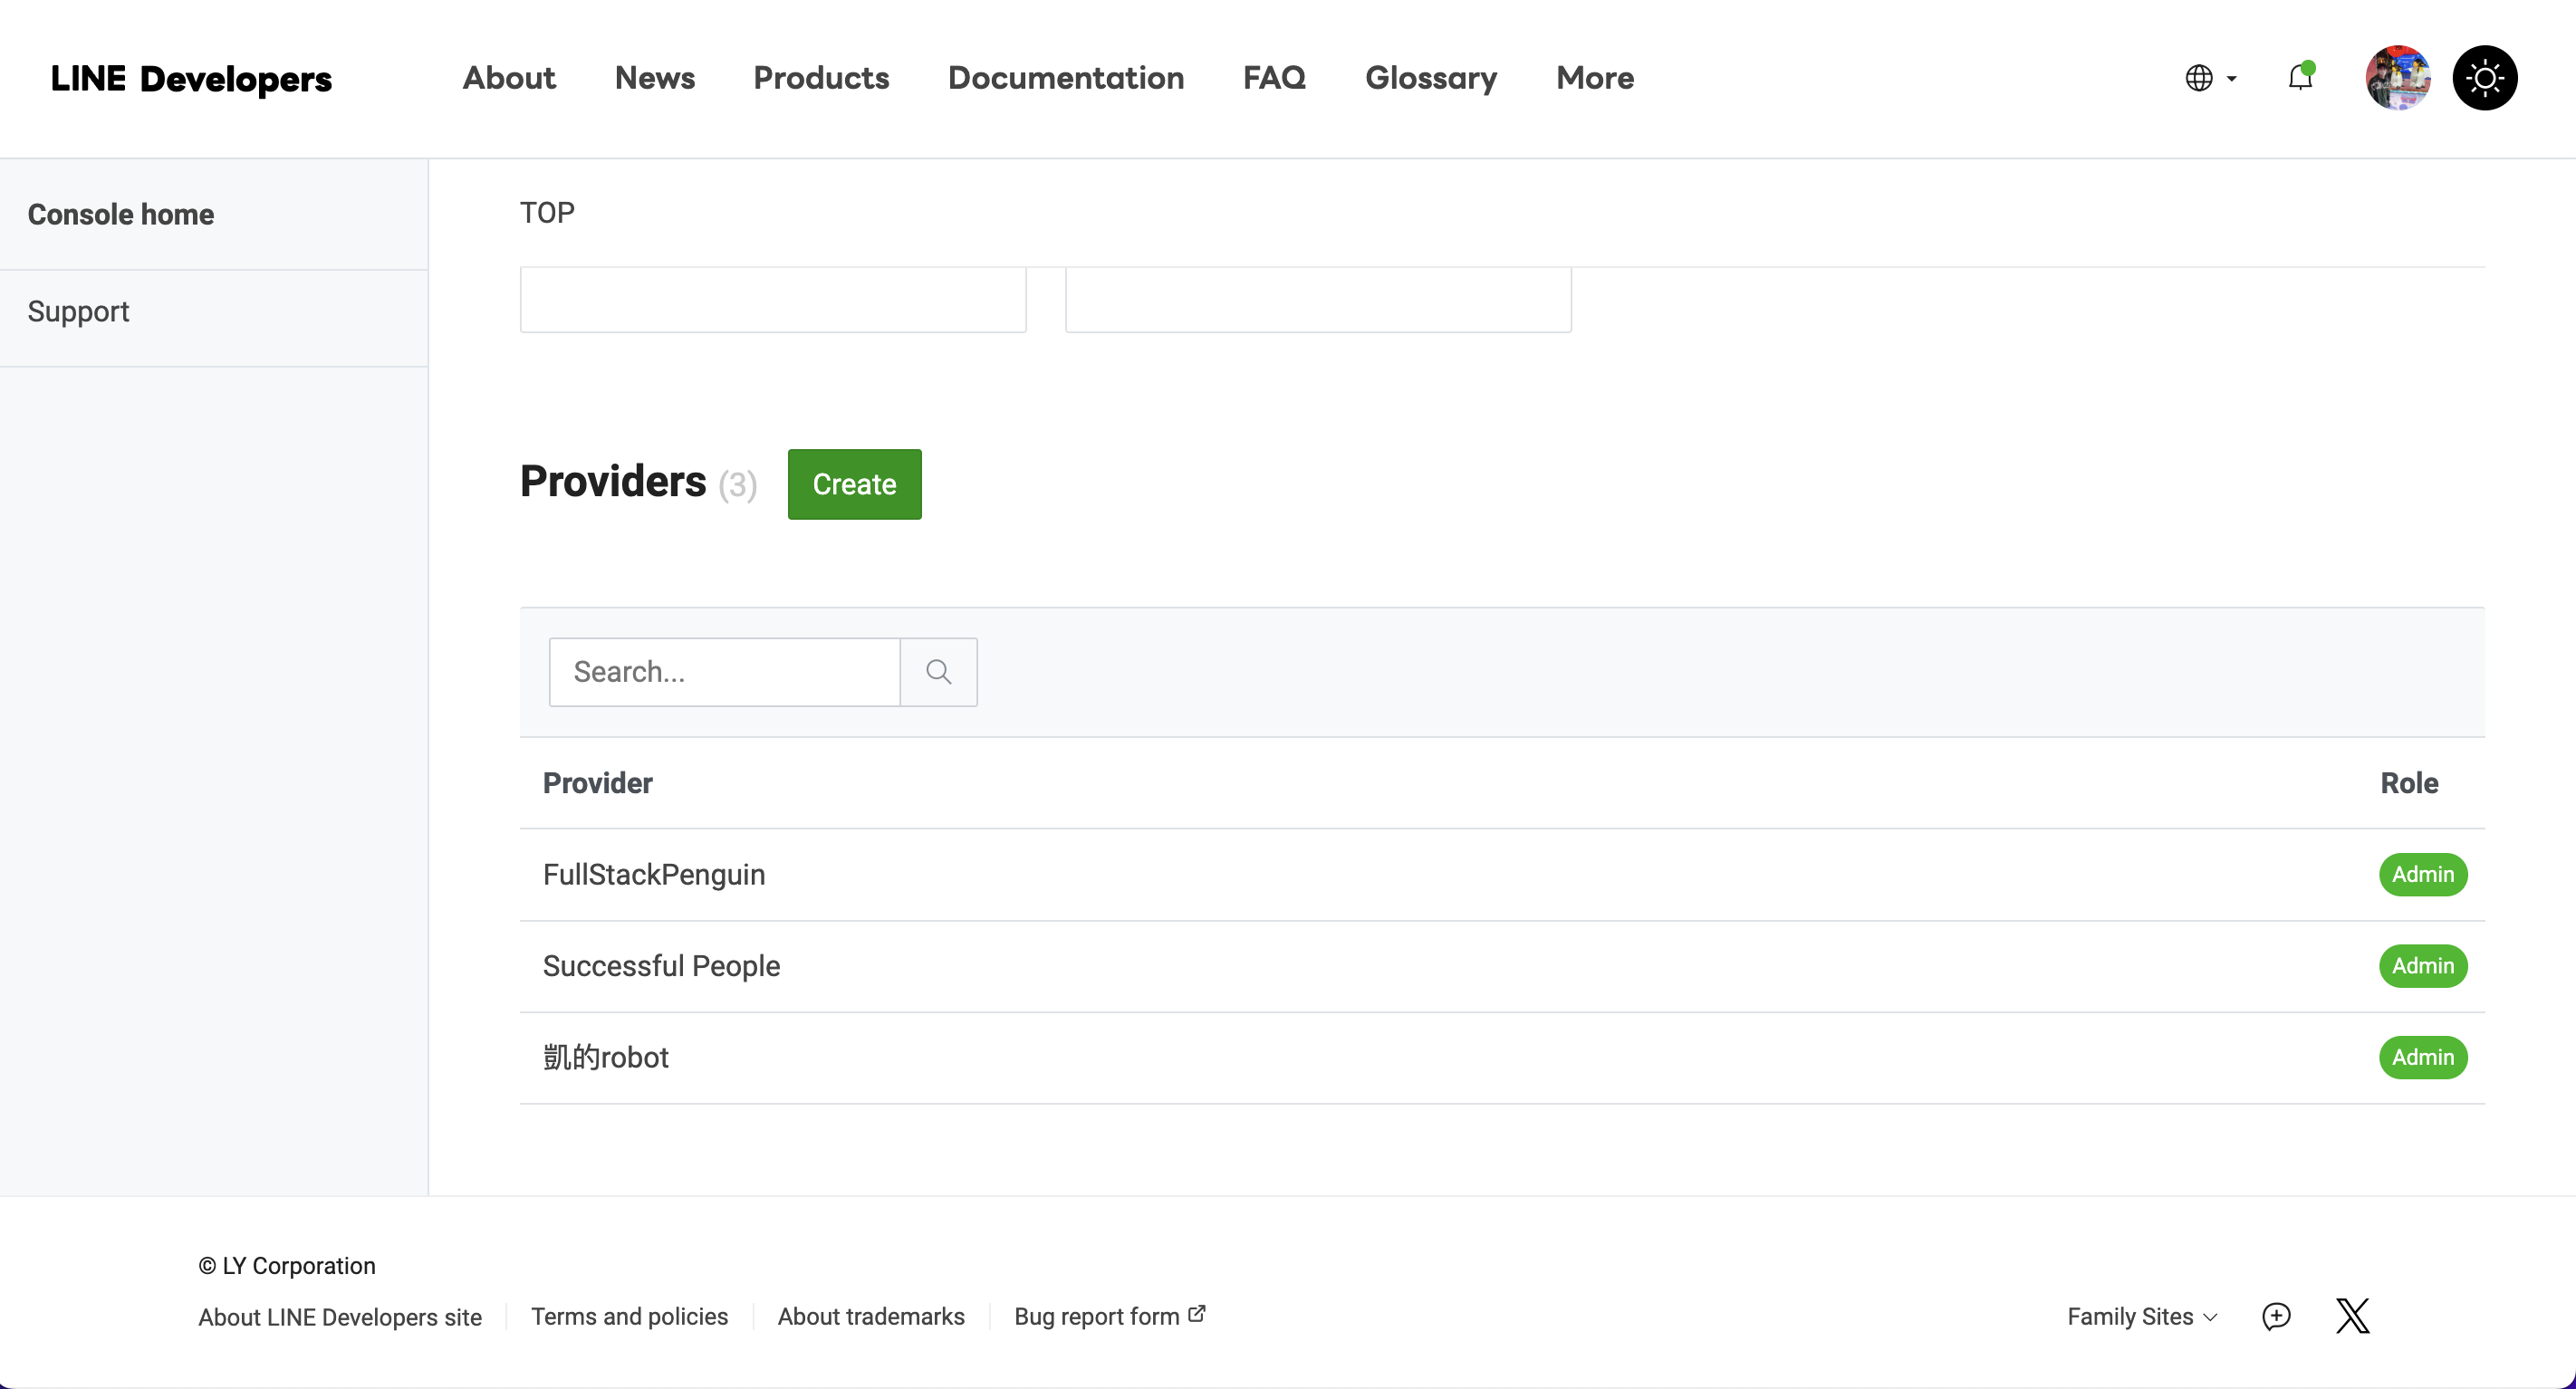 LINE Developers About News Products Documentation FAQ Glossary More
Console home
Support
TOP
Providers (3) Create
Search...
Provider Role
FullStackPenguin Admin
Successful People Admin
凱的robot Admin
© LY Corporation
About LINE Developers site Terms and policies About trademarks Bug report form Family Sites